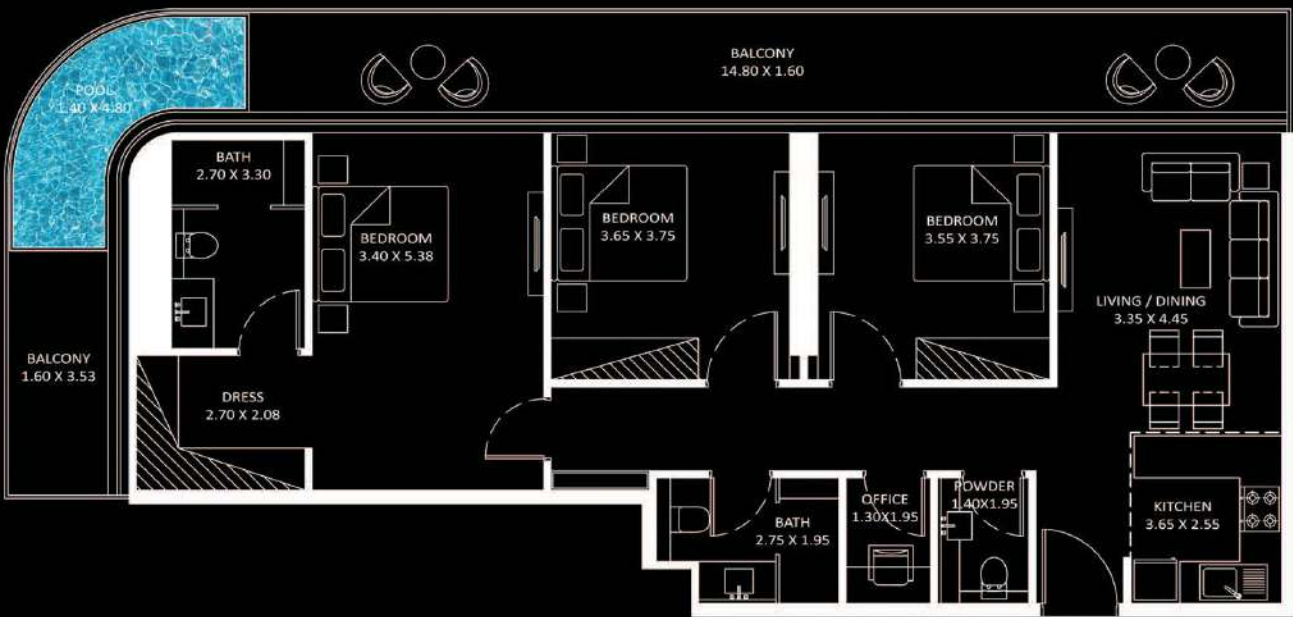 BALCONY
14.80 X 1.60
POOL
1.40 X 4.80
BATH
2.70 X 3.30
BEDROOM
3.40 X 5.38
BEDROOM
3.65 X 3.75
BEDROOM
3.55 X 3.75
LIVING / DINING
3.35 X 4.45
BALCONY
1.60 X 3.53
DRESS
2.70 X 2.08
BATH
2.75 X 1.95
OFFICE
1.30X1.95
POWDER
1.40X1.95
KITCHEN
3.65 X 2.55